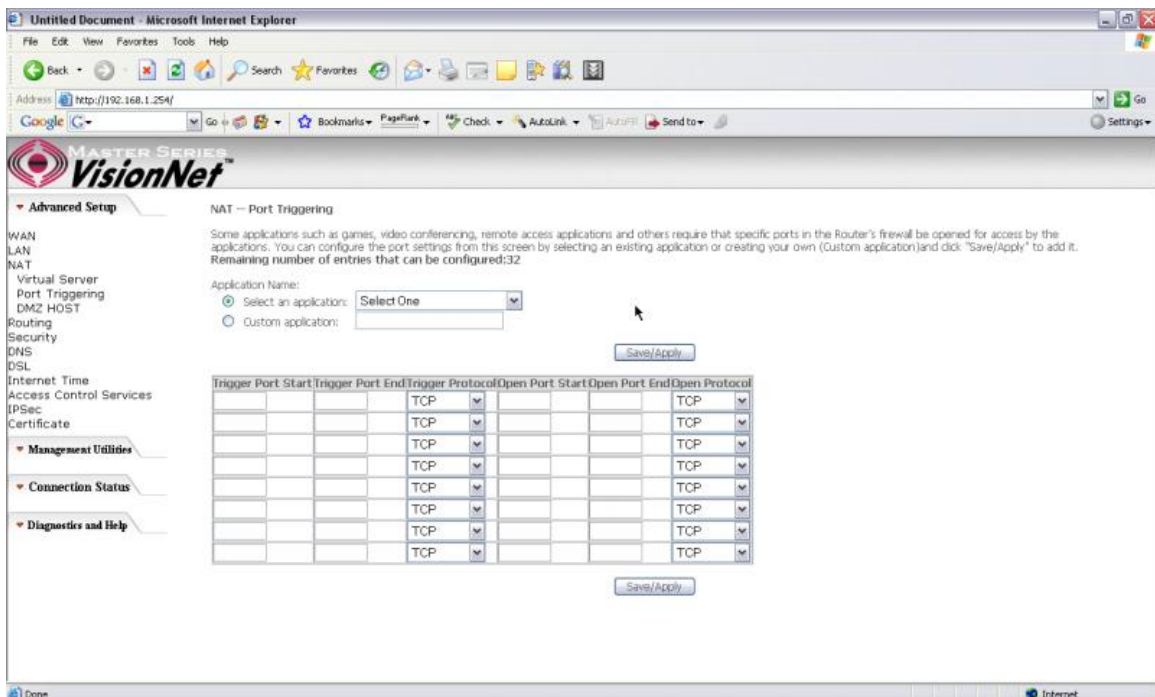 Untitled Document - Microsoft Internet Explorer
File Edit View Favorites Tools Help
Back Search Favorites
Address http://192.168.1.254/ Go
Google G Go Bookmarks PageRank Check AutoLink AutoFill Send to Settings
MASTER SERIES
VisionNet™
Advanced Setup
WAN
LAN
NAT
Virtual Server
Port Triggering
DMZ HOST
Routing
Security
DNS
DSL
Internet Time
Access Control Services
IPSec
Certificate
Management Utilities
Connection Status
Diagnostics and Help
NAT -- Port Triggering
Some applications such as games, video conferencing, remote access applications and others require that specific ports in the Router's firewall be opened for access by the
applications. You can configure the port settings from this screen by selecting an existing application or creating your own (Custom application)and click "Save/Apply" to add it.
Remaining number of entries that can be configured:32
Application Name:
Select an application: Select One
Custom application:
Save/Apply
Trigger Port Start Trigger Port End Trigger Protocol Open Port Start Open Port End Open Protocol
TCP TCP
TCP TCP
TCP TCP
TCP TCP
TCP TCP
TCP TCP
TCP TCP
TCP TCP
Save/Apply
Done Internet